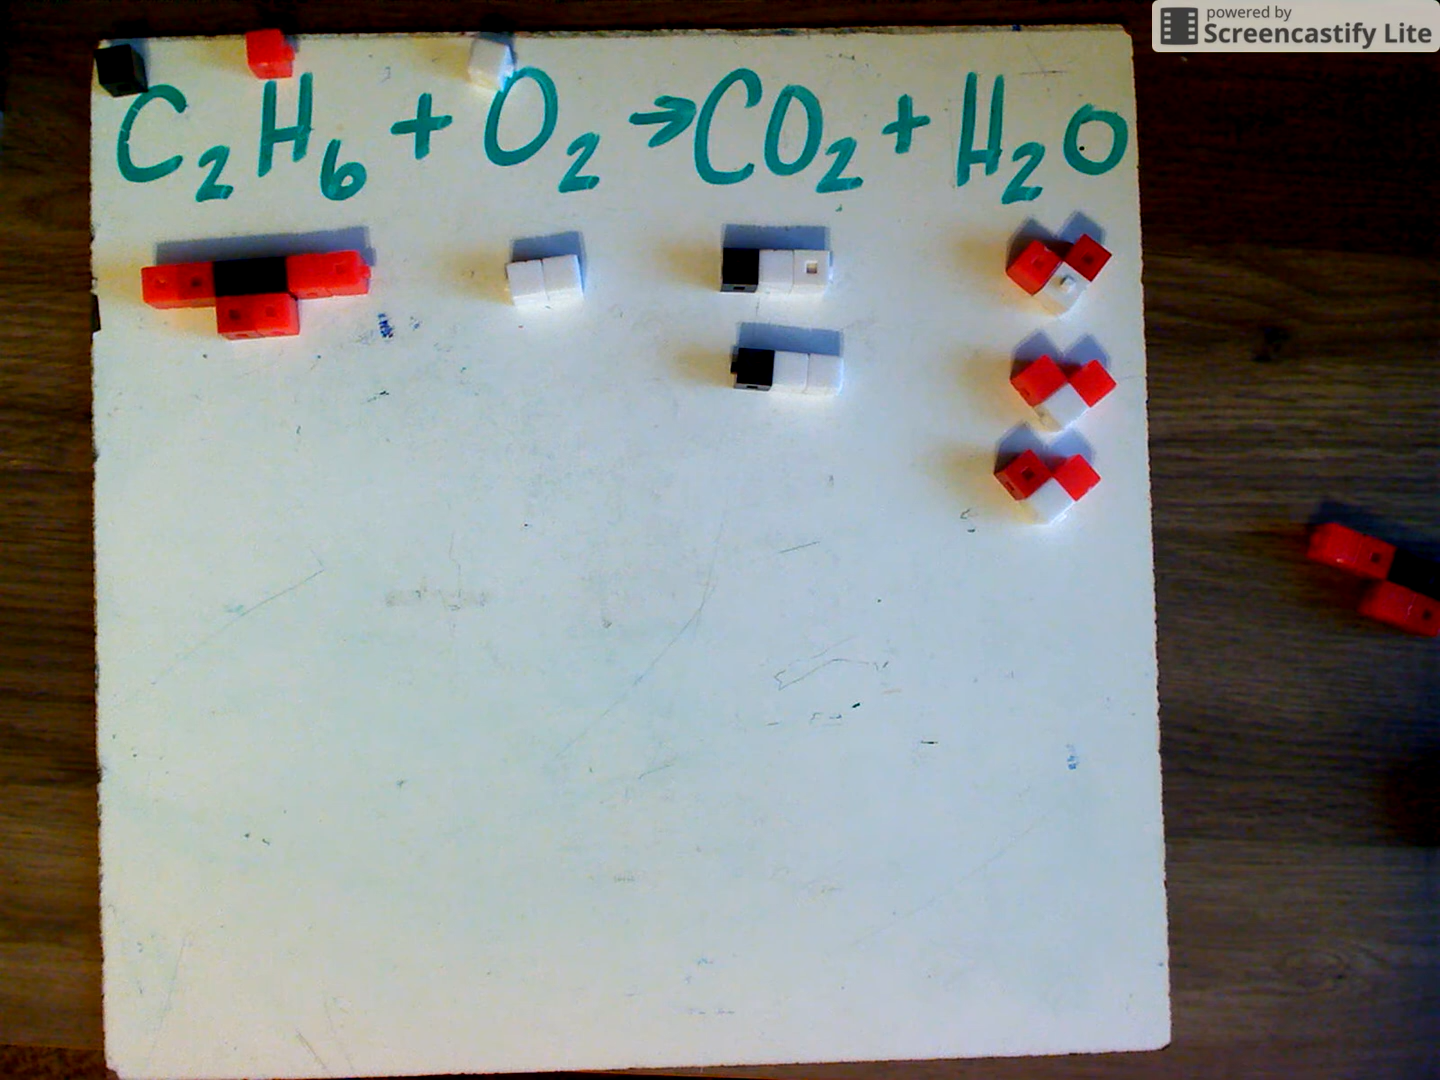 powered by
Screencastify Lite
C₂H₆ + O₂ → CO₂ + H₂O